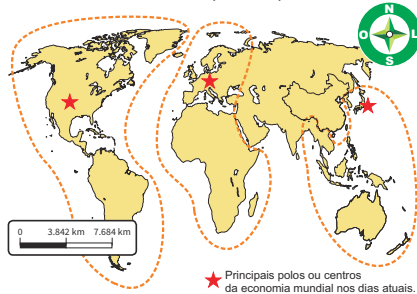 N
O L
S
0 3.842 km 7.684 km
Principais polos ou centros
da economia mundial nos dias atuais.